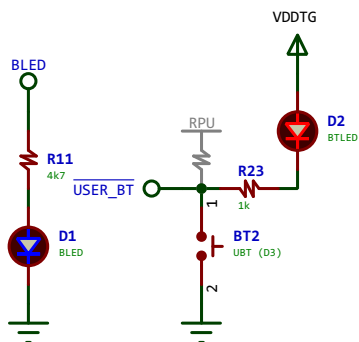 VDDTG
BLED
D2
BTLED
RPU
R11
4k7
R23
1k
USER_BT
1
D1
BLED
BT2
UBT (D3)
2